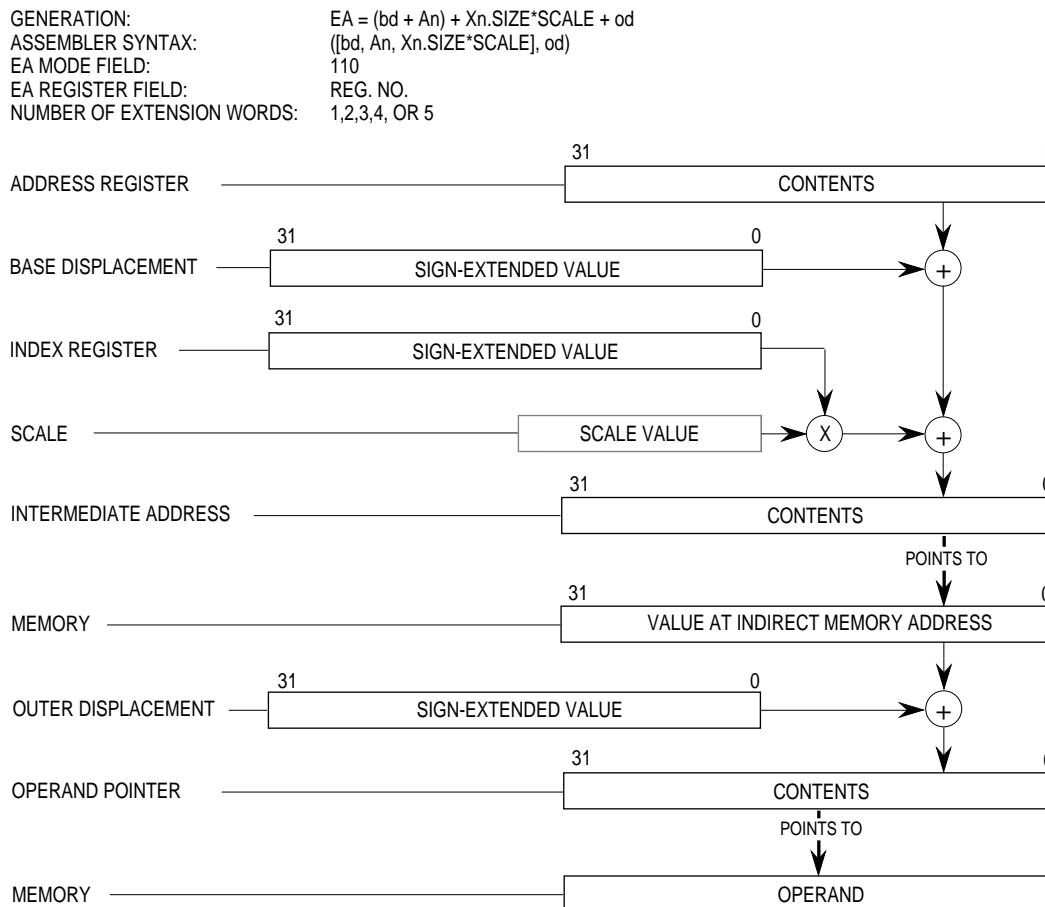 GENERATION: EA = (bd + An) + Xn.SIZE*SCALE + od
ASSEMBLER SYNTAX: ([bd, An, Xn.SIZE*SCALE], od)
EA MODE FIELD: 110
EA REGISTER FIELD: REG. NO.
NUMBER OF EXTENSION WORDS: 1,2,3,4, OR 5
31
ADDRESS REGISTER CONTENTS
31 0
BASE DISPLACEMENT SIGN-EXTENDED VALUE +
31 0
INDEX REGISTER SIGN-EXTENDED VALUE
SCALE SCALE VALUE X +
31 0
INTERMEDIATE ADDRESS CONTENTS
POINTS TO
31 0
MEMORY VALUE AT INDIRECT MEMORY ADDRESS
31 0
OUTER DISPLACEMENT SIGN-EXTENDED VALUE +
31
OPERAND POINTER CONTENTS
POINTS TO
MEMORY OPERAND